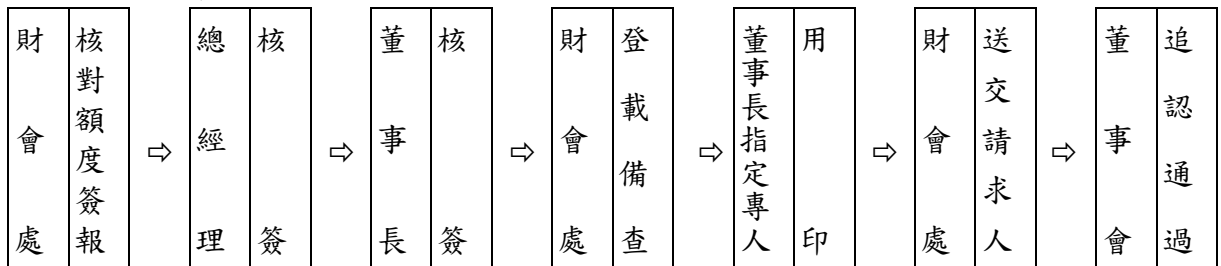 財會處
核對額度簽報
⇨
總經理
核簽
⇨
董事長
核簽
⇨
財會處
登載備查
⇨
董事長指定專人
用印
⇨
財會處
送交請求人
⇨
董事會
追認通過